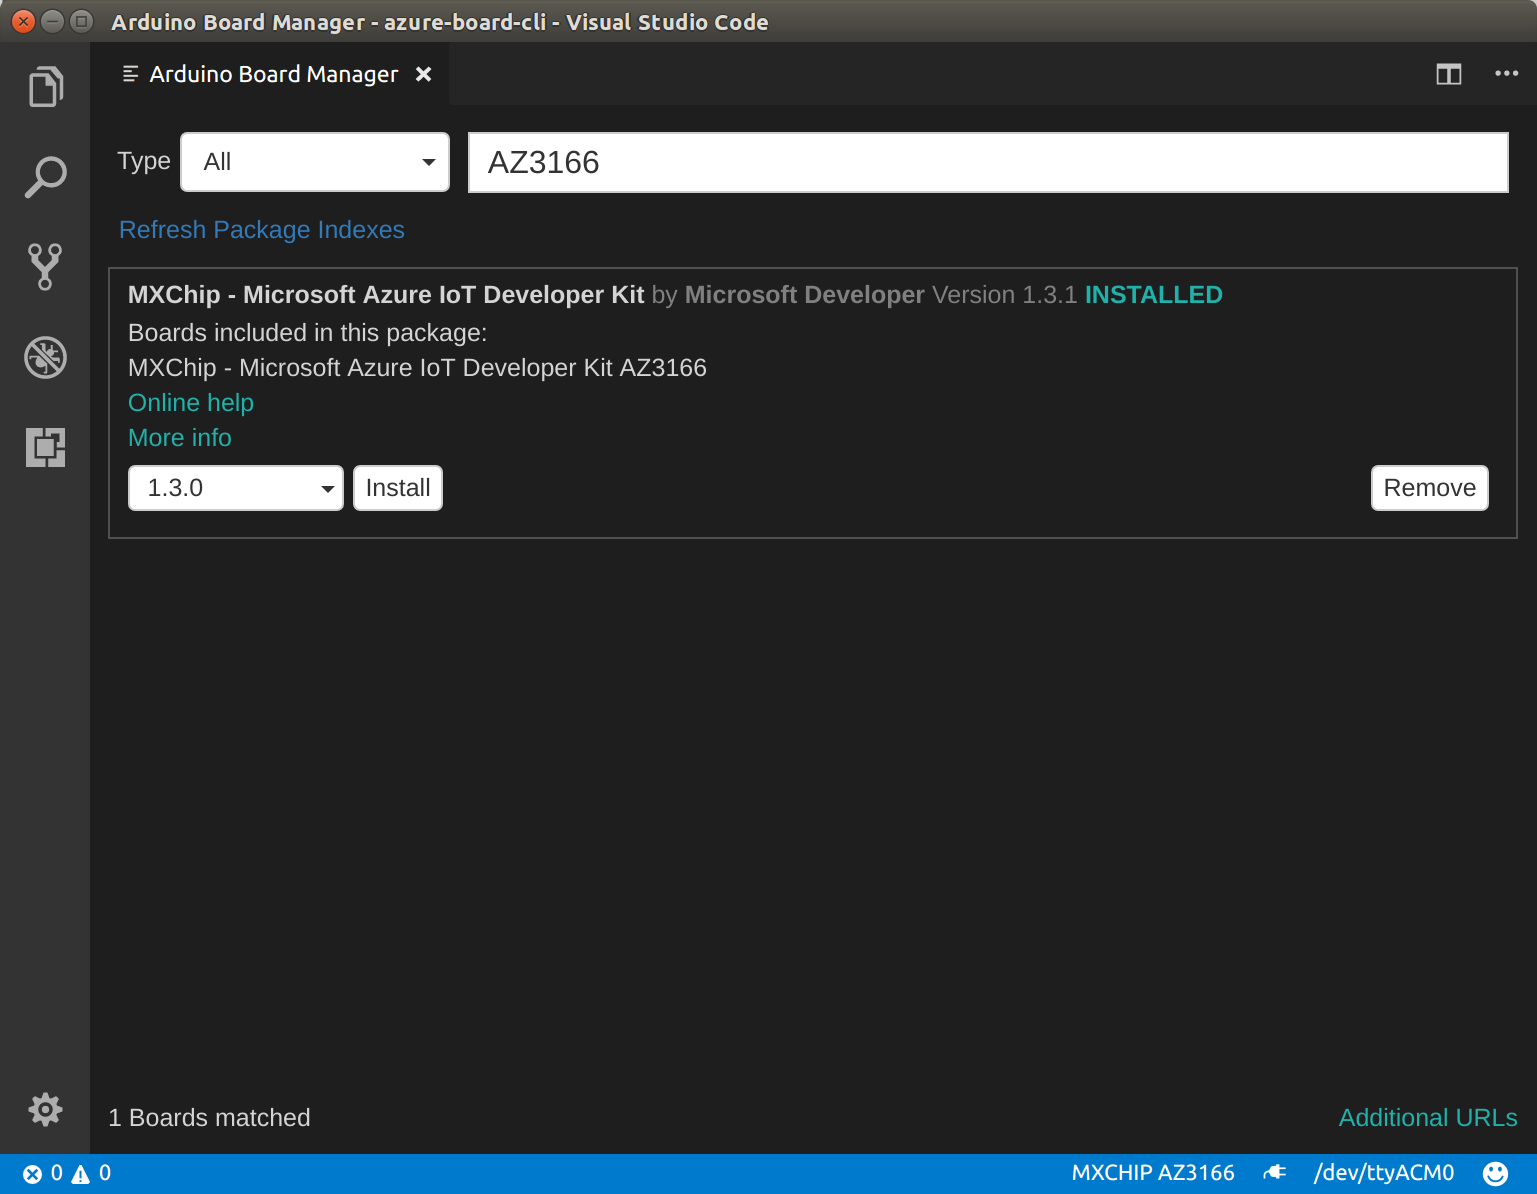 Arduino Board Manager - azure-board-cli - Visual Studio Code
Arduino Board Manager
Type All AZ3166
Refresh Package Indexes
MXChip - Microsoft Azure IoT Developer Kit by Microsoft Developer Version 1.3.1 INSTALLED
Boards included in this package:
MXChip - Microsoft Azure IoT Developer Kit AZ3166
Online help
More info
1.3.0 Install Remove
1 Boards matched Additional URLs
0 0 MXCHIP AZ3166 /dev/ttyACM0